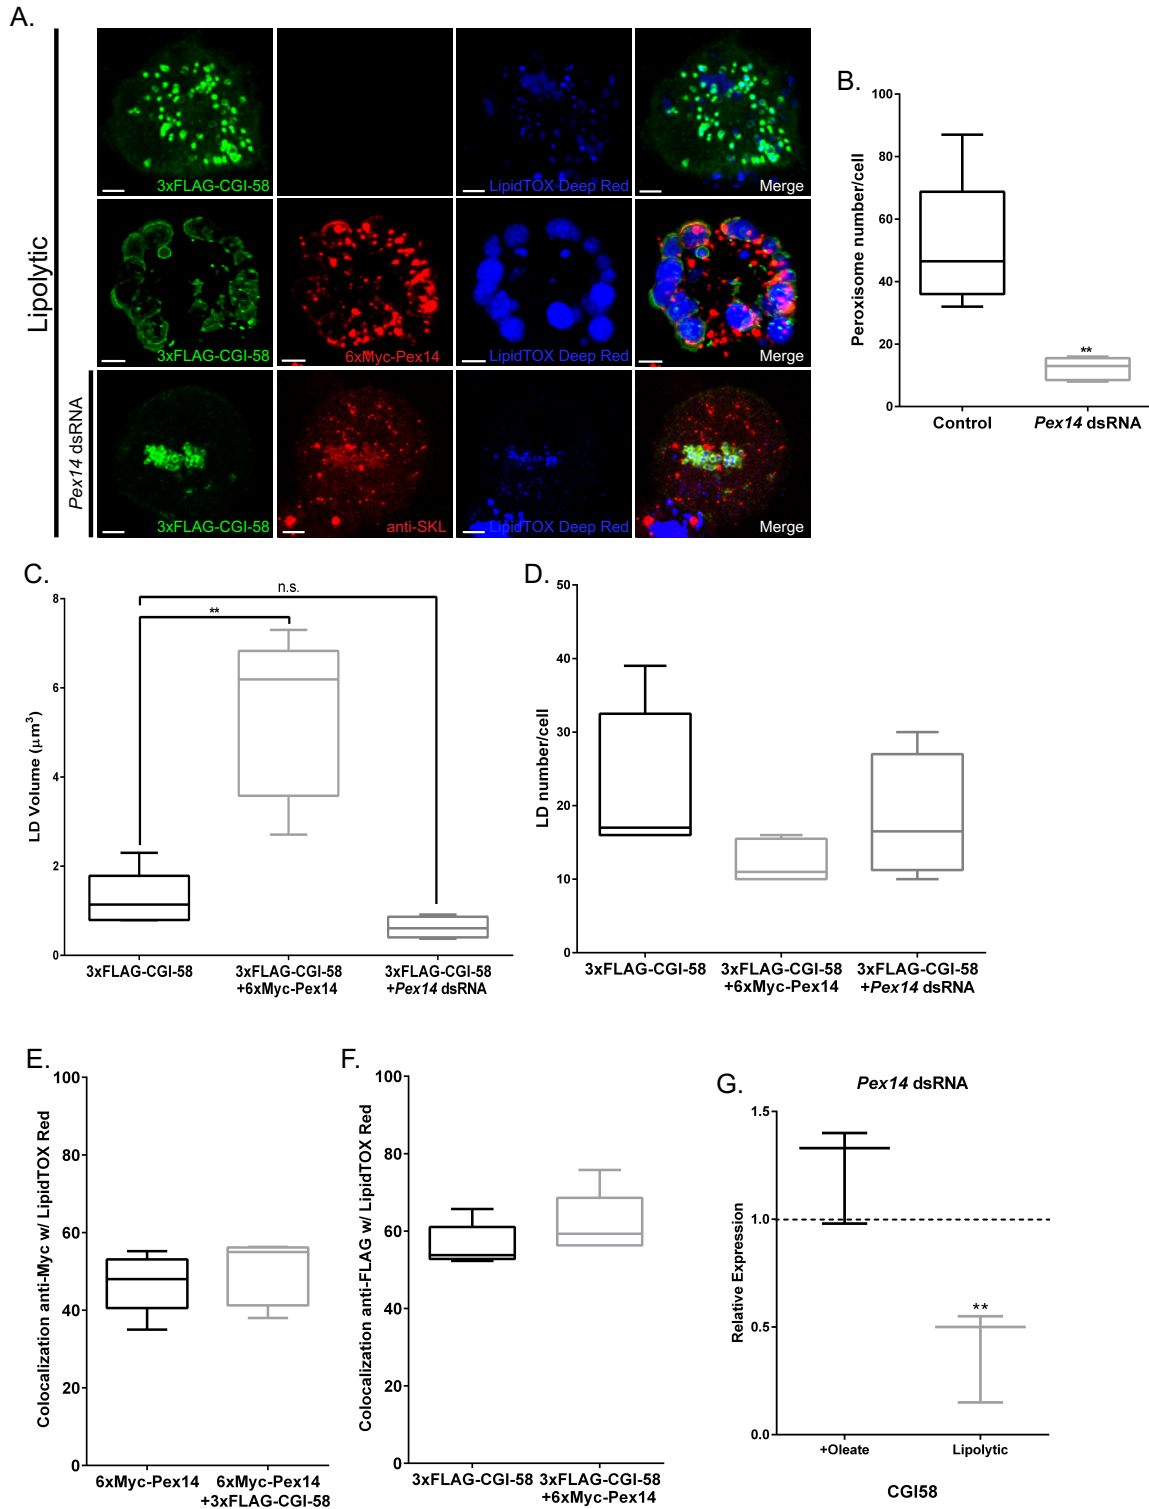 A.
Lipolytic
3xFLAG-CGI-58
LipidTOX Deep Red
Merge
3xFLAG-CGI-58
6xMyc-Pex14
LipidTOX Deep Red
Merge
Pex14 dsRNA
3xFLAG-CGI-58
anti-SKL
LipidTOX Deep Red
Merge
B.
Peroxisome number/cell
100
80
60
40
20
0
**
Control
Pex14 dsRNA
C.
LD Volume (μm³)
8
6
4
2
0
n.s.
**
3xFLAG-CGI-58
3xFLAG-CGI-58
+6xMyc-Pex14
3xFLAG-CGI-58
+Pex14 dsRNA
D.
LD number/cell
50
40
30
20
10
0
3xFLAG-CGI-58
3xFLAG-CGI-58
+6xMyc-Pex14
3xFLAG-CGI-58
+Pex14 dsRNA
E.
Colocalization anti-Myc w/ LipidTOX Red
100
80
60
40
20
0
6xMyc-Pex14
6xMyc-Pex14
+3xFLAG-CGI-58
F.
Colocalization anti-FLAG w/ LipidTOX Red
100
80
60
40
20
0
3xFLAG-CGI-58
3xFLAG-CGI-58
+6xMyc-Pex14
G.
Pex14 dsRNA
Relative Expression
1.5
1.0
0.5
0.0
**
+Oleate
Lipolytic
CGI58